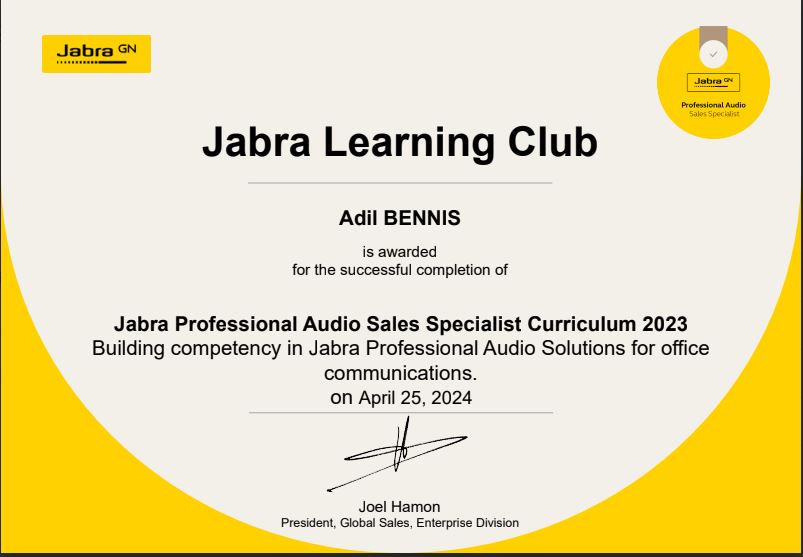 Jabra GN
Jabra GN
Professional Audio
Sales Specialist
Jabra Learning Club
Adil BENNIS
is awarded
for the successful completion of
Jabra Professional Audio Sales Specialist Curriculum 2023
Building competency in Jabra Professional Audio Solutions for office
communications.
on April 25, 2024
Joel Hamon
President, Global Sales, Enterprise Division